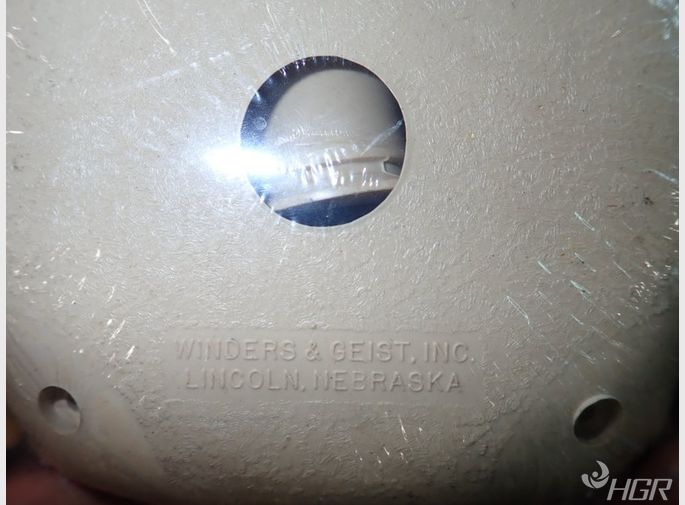 WINDERS & GEIST, INC.
LINCOLN, NEBRASKA
HGR